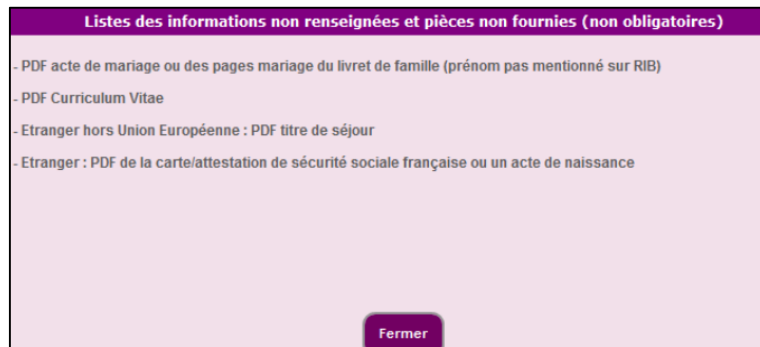 Listes des informations non renseignées et pièces non fournies (non obligatoires)
- PDF acte de mariage ou des pages mariage du livret de famille (prénom pas mentionné sur RIB)
- PDF Curriculum Vitae
- Etranger hors Union Européenne : PDF titre de séjour
- Etranger : PDF de la carte/attestation de sécurité sociale française ou un acte de naissance
Fermer